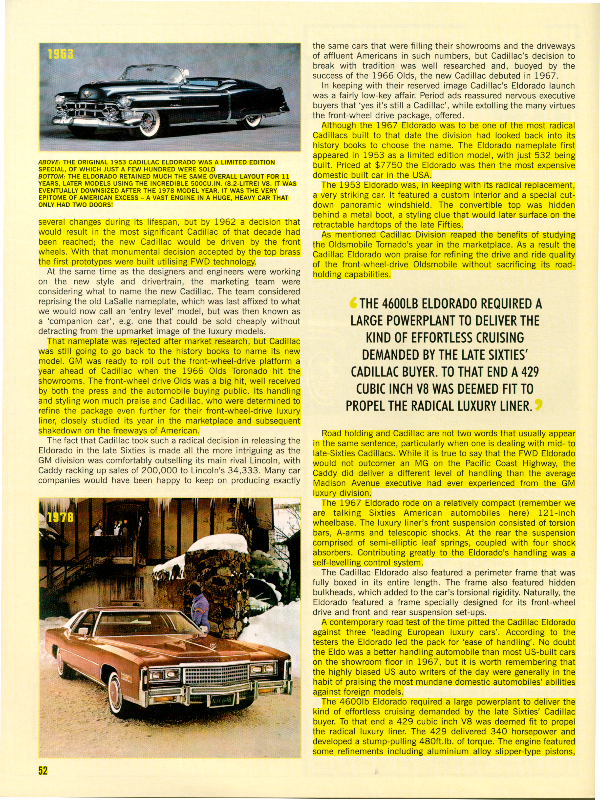 1953
ABOVE: THE ORIGINAL 1953 CADILLAC ELDORADO WAS A LIMITED EDITION
SPECIAL, OF WHICH JUST A FEW HUNDRED WERE SOLD
BOTTOM: THE ELDORADO RETAINED MUCH THE SAME OVERALL LAYOUT FOR 11
YEARS, LATER MODELS USING THE INCREDIBLE 500CU.IN. (8.2-LITRE) V8. IT WAS
EVENTUALLY DOWNSIZED AFTER THE 1978 MODEL YEAR. IT WAS THE VERY
EPITOME OF AMERICAN EXCESS – A VAST ENGINE IN A HUGE, HEAVY CAR THAT
ONLY HAD TWO DOORS!
several changes during its lifespan, but by 1962 a decision that
would result in the most significant Cadillac of that decade had
been reached; the new Cadillac would be driven by the front
wheels. With that monumental decision accepted by the top brass
the first prototypes were built utilising FWD technology.
At the same time as the designers and engineers were working
on the new style and drivertrain, the marketing team were
considering what to name the new Cadillac. The team considered
reprising the old LaSalle nameplate, which was last affixed to what
we would now call an 'entry level' model, but was then known as
a 'companion car', e.g. one that could be sold cheaply without
detracting from the upmarket image of the luxury models.
That nameplate was rejected after market research, but Cadillac
was still going to go back to the history books to name its new
model. GM was ready to roll out the front-wheel-drive platform a
year ahead of Cadillac when the 1966 Olds Toronado hit the
showrooms. The front-wheel drive Olds was a big hit, well received
by both the press and the automobile buying public. Its handling
and styling won much praise and Cadillac, who were determined to
refine the package even further for their front-wheel-drive luxury
liner, closely studied its year in the marketplace and subsequent
shakedown on the freeways of American.
The fact that Cadillac took such a radical decision in releasing the
Eldorado in the late Sixties is made all the more intriguing as the
GM division was comfortably outselling its main rival Lincoln, with
Caddy racking up sales of 200,000 to Lincoln's 34,333. Many car
companies would have been happy to keep on producing exactly
1976
52
the same cars that were filling their showrooms and the driveways
of affluent Americans in such numbers, but Cadillac's decision to
break with tradition was well researched and, buoyed by the
success of the 1966 Olds, the new Cadillac debuted in 1967.
In keeping with their reserved image Cadillac's Eldorado launch
was a fairly low-key affair. Period ads reassured nervous executive
buyers that 'yes it's still a Cadillac', while extolling the many virtues
the front-wheel drive package, offered.
Although the 1967 Eldorado was to be one of the most radical
Cadillacs built to that date the division had looked back into its
history books to choose the name. The Eldorado nameplate first
appeared in 1953 as a limited edition model, with just 532 being
built. Priced at $7750 the Eldorado was then the most expensive
domestic built car in the USA.
The 1953 Eldorado was, in keeping with its radical replacement,
a very striking car. It featured a custom interior and a special cut-
down panoramic windshield. The convertible top was hidden
behind a metal boot, a styling clue that would later surface on the
retractable hardtops of the late Fifties.
As mentioned Cadillac Division reaped the benefits of studying
the Oldsmobile Tornado's year in the marketplace. As a result the
Cadillac Eldorado won praise for refining the drive and ride quality
of the front-wheel-drive Oldsmobile without sacrificing its road-
holding capabilities.
‘ THE 4600LB ELDORADO REQUIRED A
LARGE POWERPLANT TO DELIVER THE
KIND OF EFFORTLESS CRUISING
DEMANDED BY THE LATE SIXTIES'
CADILLAC BUYER. TO THAT END A 429
CUBIC INCH V8 WAS DEEMED FIT TO
PROPEL THE RADICAL LUXURY LINER. ’
Road holding and Cadillac are not two words that usually appear
in the same sentence, particularly when one is dealing with mid- to
late-Sixties Cadillacs. While it is true to say that the FWD Eldorado
would not outcorner an MG on the Pacific Coast Highway, the
Caddy did deliver a different level of handling than the average
Madison Avenue executive had ever experienced from the GM
luxury division.
The 1967 Eldorado rode on a relatively compact (remember we
are talking Sixties American automobiles here) 121-inch
wheelbase. The luxury liner's front suspension consisted of torsion
bars, A-arms and telescopic shocks. At the rear the suspension
comprised of semi-elliptic leaf springs, coupled with four shock
absorbers. Contributing greatly to the Eldorado's handling was a
self-levelling control system.
The Cadillac Eldorado also featured a perimeter frame that was
fully boxed in its entire length. The frame also featured hidden
bulkheads, which added to the car's torsional rigidity. Naturally, the
Eldorado featured a frame specially designed for its front-wheel
drive and front and rear suspension set-ups.
A contemporary road test of the time pitted the Cadillac Eldorado
against three 'leading European luxury cars'. According to the
testers the Eldorado led the pack for 'ease of handling'. No doubt
the Eldo was a better handling automobile than most US-built cars
on the showroom floor in 1967, but it is worth remembering that
the highly biased US auto writers of the day were generally in the
habit of praising the most mundane domestic automobiles' abilities
against foreign models.
The 4600lb Eldorado required a large powerplant to deliver the
kind of effortless cruising demanded by the late Sixties' Cadillac
buyer. To that end a 429 cubic inch V8 was deemed fit to propel
the radical luxury liner. The 429 delivered 340 horsepower and
developed a stump-pulling 480ft.lb. of torque. The engine featured
some refinements including aluminium alloy slipper-type pistons,